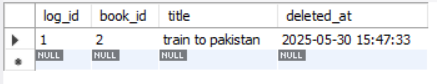 log_id book_id title deleted_at
1 2 train to pakistan 2025-05-30 15:47:33
NULL NULL NULL NULL